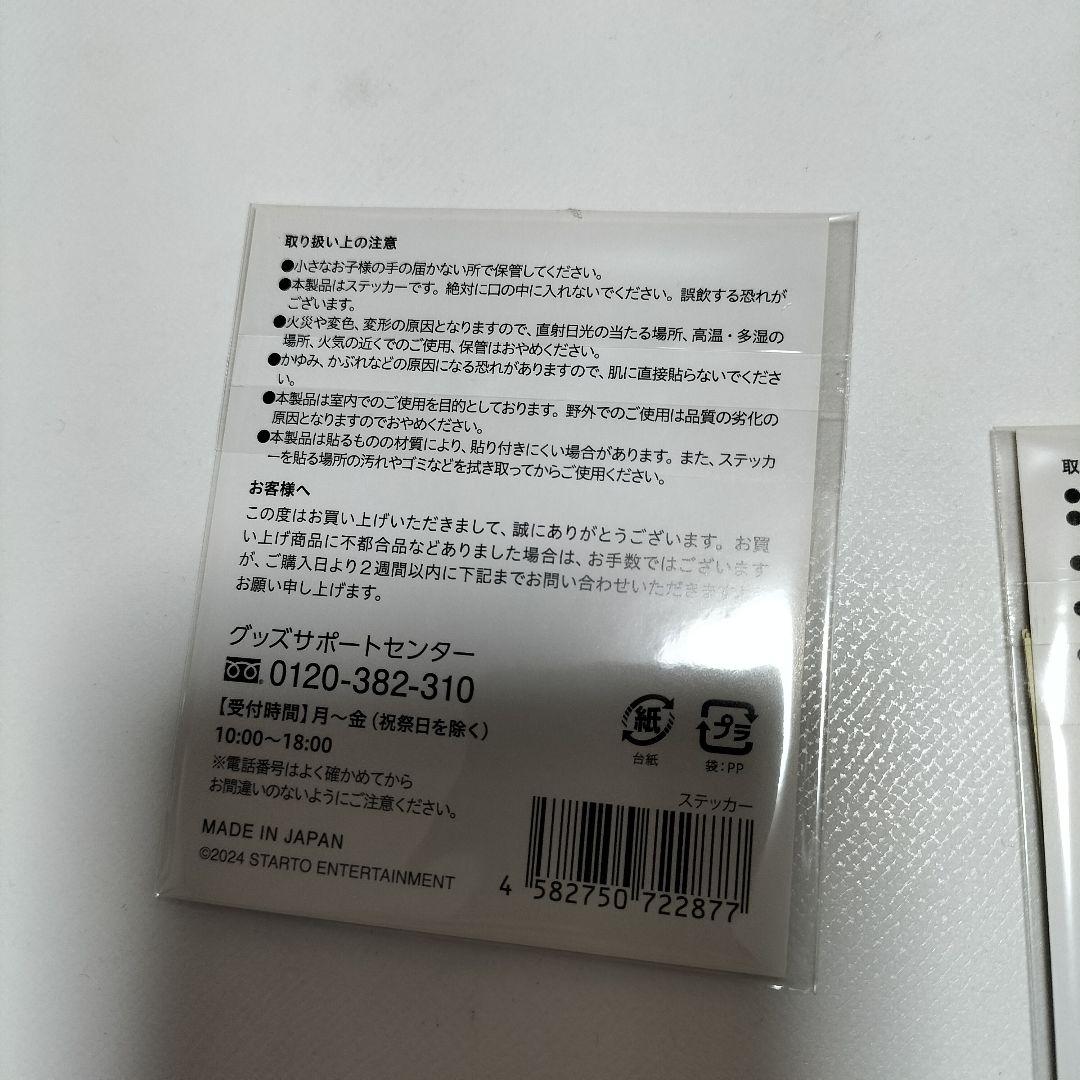 取り扱い上の注意
●小さなお子様の手の届かない所で保管してください。
●本製品はステッカーです。絶対に口の中に入れないでください。誤飲する恐れが
ございます。
●火災や変色、変形の原因となりますので、直射日光の当たる場所、高温・多湿の
場所、火気の近くでのご使用、保管はおやめください。
●かゆみ、かぶれなどの原因になる恐れがありますので、肌に直接貼らないでくださ
い。
●本製品は室内でのご使用を目的としております。野外でのご使用は品質の劣化の
原因となりますのでおやめください。
●本製品は貼るものの材質により、貼り付きにくい場合があります。また、ステッカ
ーを貼る場所の汚れやゴミなどを拭き取ってからご使用ください。
お客様へ
この度はお買い上げいただきまして、誠にありがとうございます。お買
い上げ商品に不都合品などありました場合は、お手数ではございます
が、ご購入日より2週間以内に下記までお問い合わせいただきますよ
お願い申し上げます。
グッズサポートセンター
0120-382-310
【受付時間】月〜金（祝祭日を除く）
10:00〜18:00
※電話番号はよく確かめてから
お間違いのないようにご注意ください。
MADE IN JAPAN
©2024 STARTO ENTERTAINMENT
紙
台紙
プラ
袋：PP
ステッカー
4 582750 722877
取